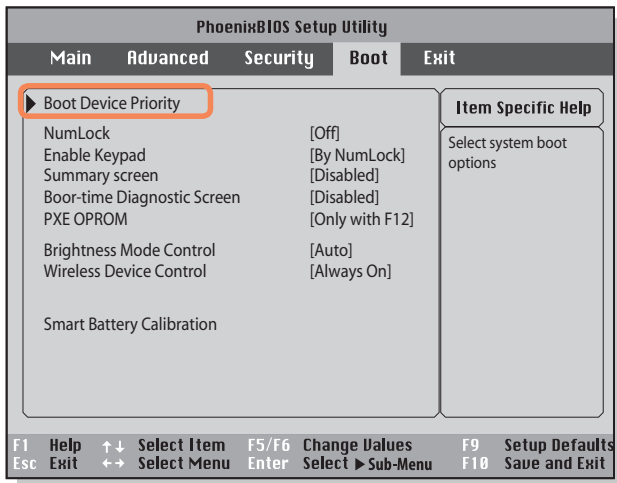 PhoenixBIOS Setup Utility
Main Advanced Security Boot Exit
Boot Device Priority
NumLock [Off]
Enable Keypad [By NumLock]
Summary screen [Disabled]
Boor-time Diagnostic Screen [Disabled]
PXE OPROM [Only with F12]
Brightness Mode Control [Auto]
Wireless Device Control [Always On]
Smart Battery Calibration
Item Specific Help
Select system boot
options
F1 Help ↑↓ Select Item F5/F6 Change Values F9 Setup Defaults
Esc Exit ←→ Select Menu Enter Select ▶ Sub-Menu F10 Save and Exit